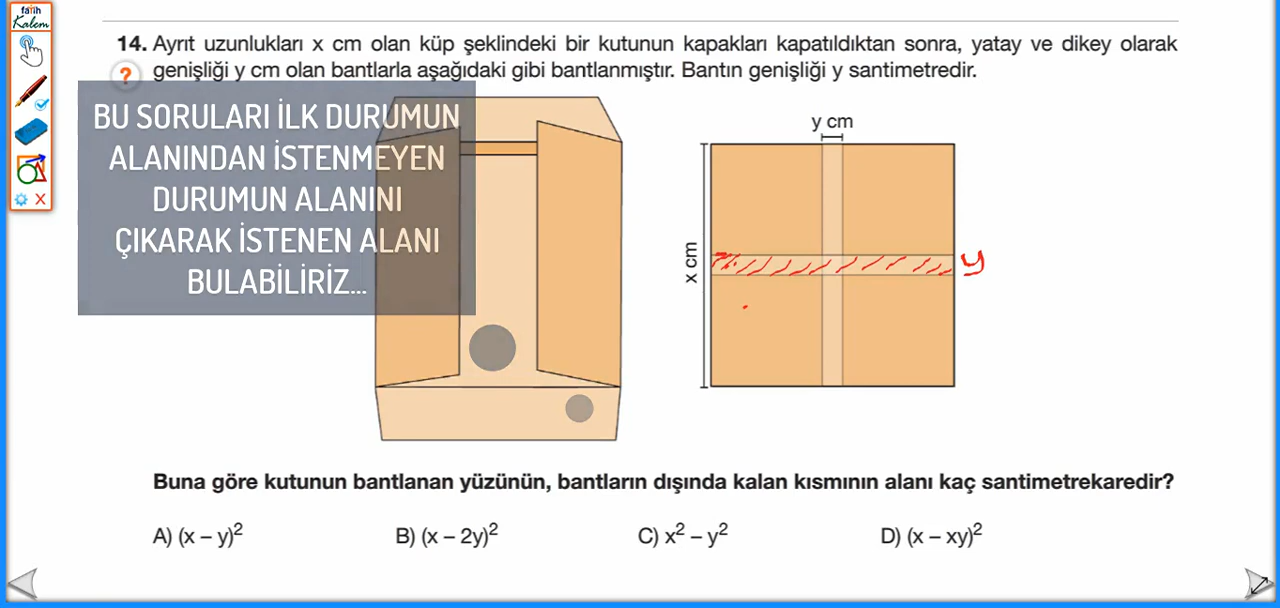 fatih
Kalem
14. Ayrıt uzunlukları x cm olan küp şeklindeki bir kutunun kapakları kapatıldıktan sonra, yatay ve dikey olarak
? genişliği y cm olan bantlarla aşağıdaki gibi bantlanmıştır. Bantın genişliği y santimetredir.
BU SORULARI İLK DURUMUN
ALANINDAN İSTENMEYEN
DURUMUN ALANINI
ÇIKARAK İSTENEN ALANI
BULABİLİRİZ...
y cm
x cm
y
Buna göre kutunun bantlanan yüzünün, bantların dışında kalan kısmının alanı kaç santimetrekaredir?
A) (x – y)²
B) (x – 2y)²
C) x² – y²
D) (x – xy)²